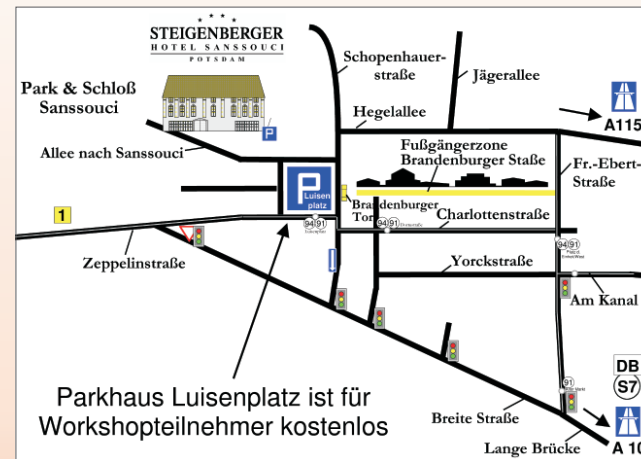 STEIGENBERGER
HOTEL SANSSOUCI
POTSDAM
Park & Schloß
Sanssouci
P
Allee nach Sanssouci
Schopenhauer-
straße
Jägerallee
Hegelallee
A115
Fußgängerzone
Brandenburger Staße
Fr.-Ebert-
Straße
P
Luisen
platz
Brandenburger
Tor
94 91
94 91
Charlottenstraße
1
94 91
Zeppelinstraße
Yorckstraße
Am Kanal
DB
S7
91
Parkhaus Luisenplatz ist für
Workshopteilnehmer kostenlos
Breite Straße
Lange Brücke
A 10